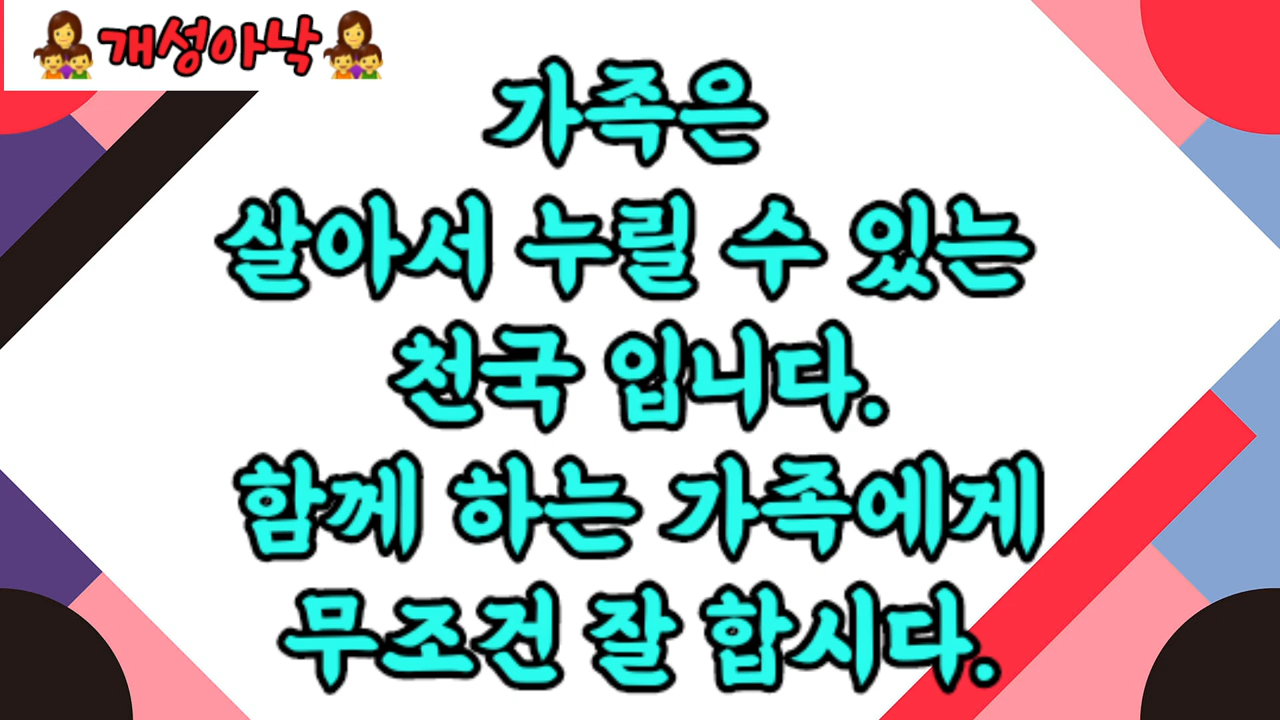 개성아낙
가족은
살아서 누릴 수 있는
천국 입니다.
함께 하는 가족에게
무조건 잘 합시다.